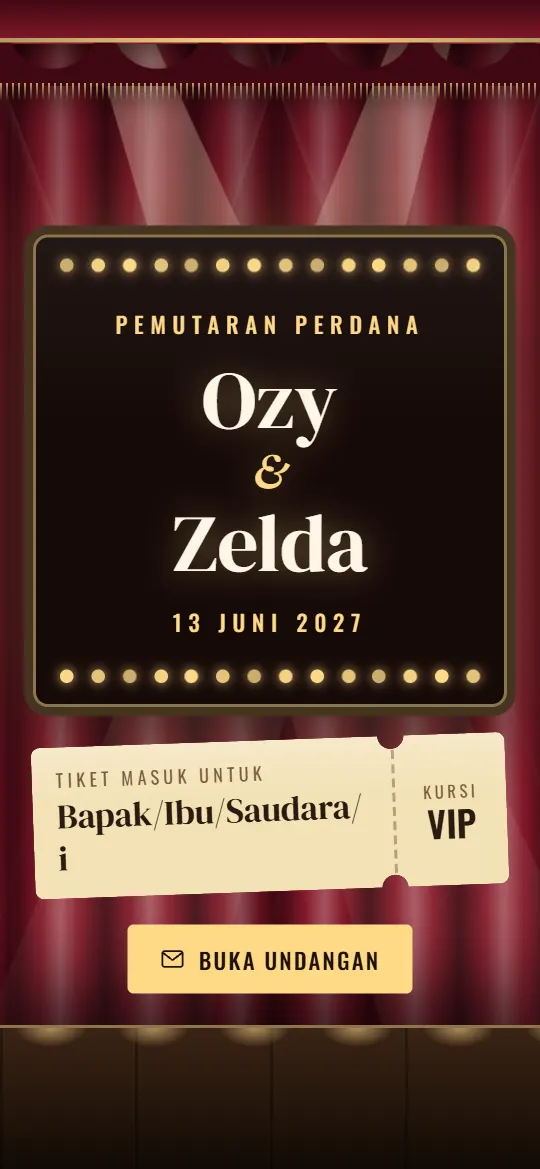 PEMUTARAN PERDANA
Ozy
&
Zelda
13 JUNI 2027
TIKET MASUK UNTUK
Bapak/Ibu/Saudara/
i
KURSI
VIP
BUKA UNDANGAN